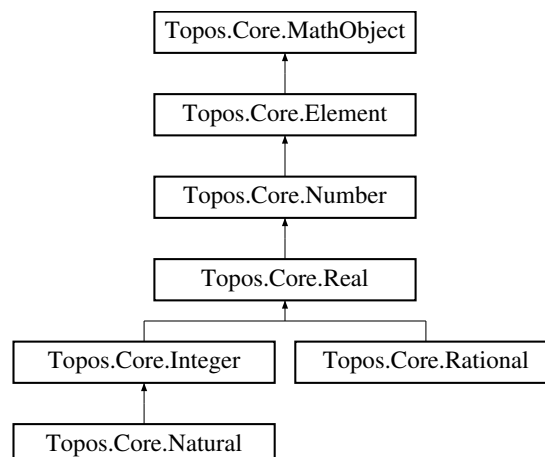 Topos.Core.MathObject
Topos.Core.Element
Topos.Core.Number
Topos.Core.Real
Topos.Core.Integer
Topos.Core.Rational
Topos.Core.Natural